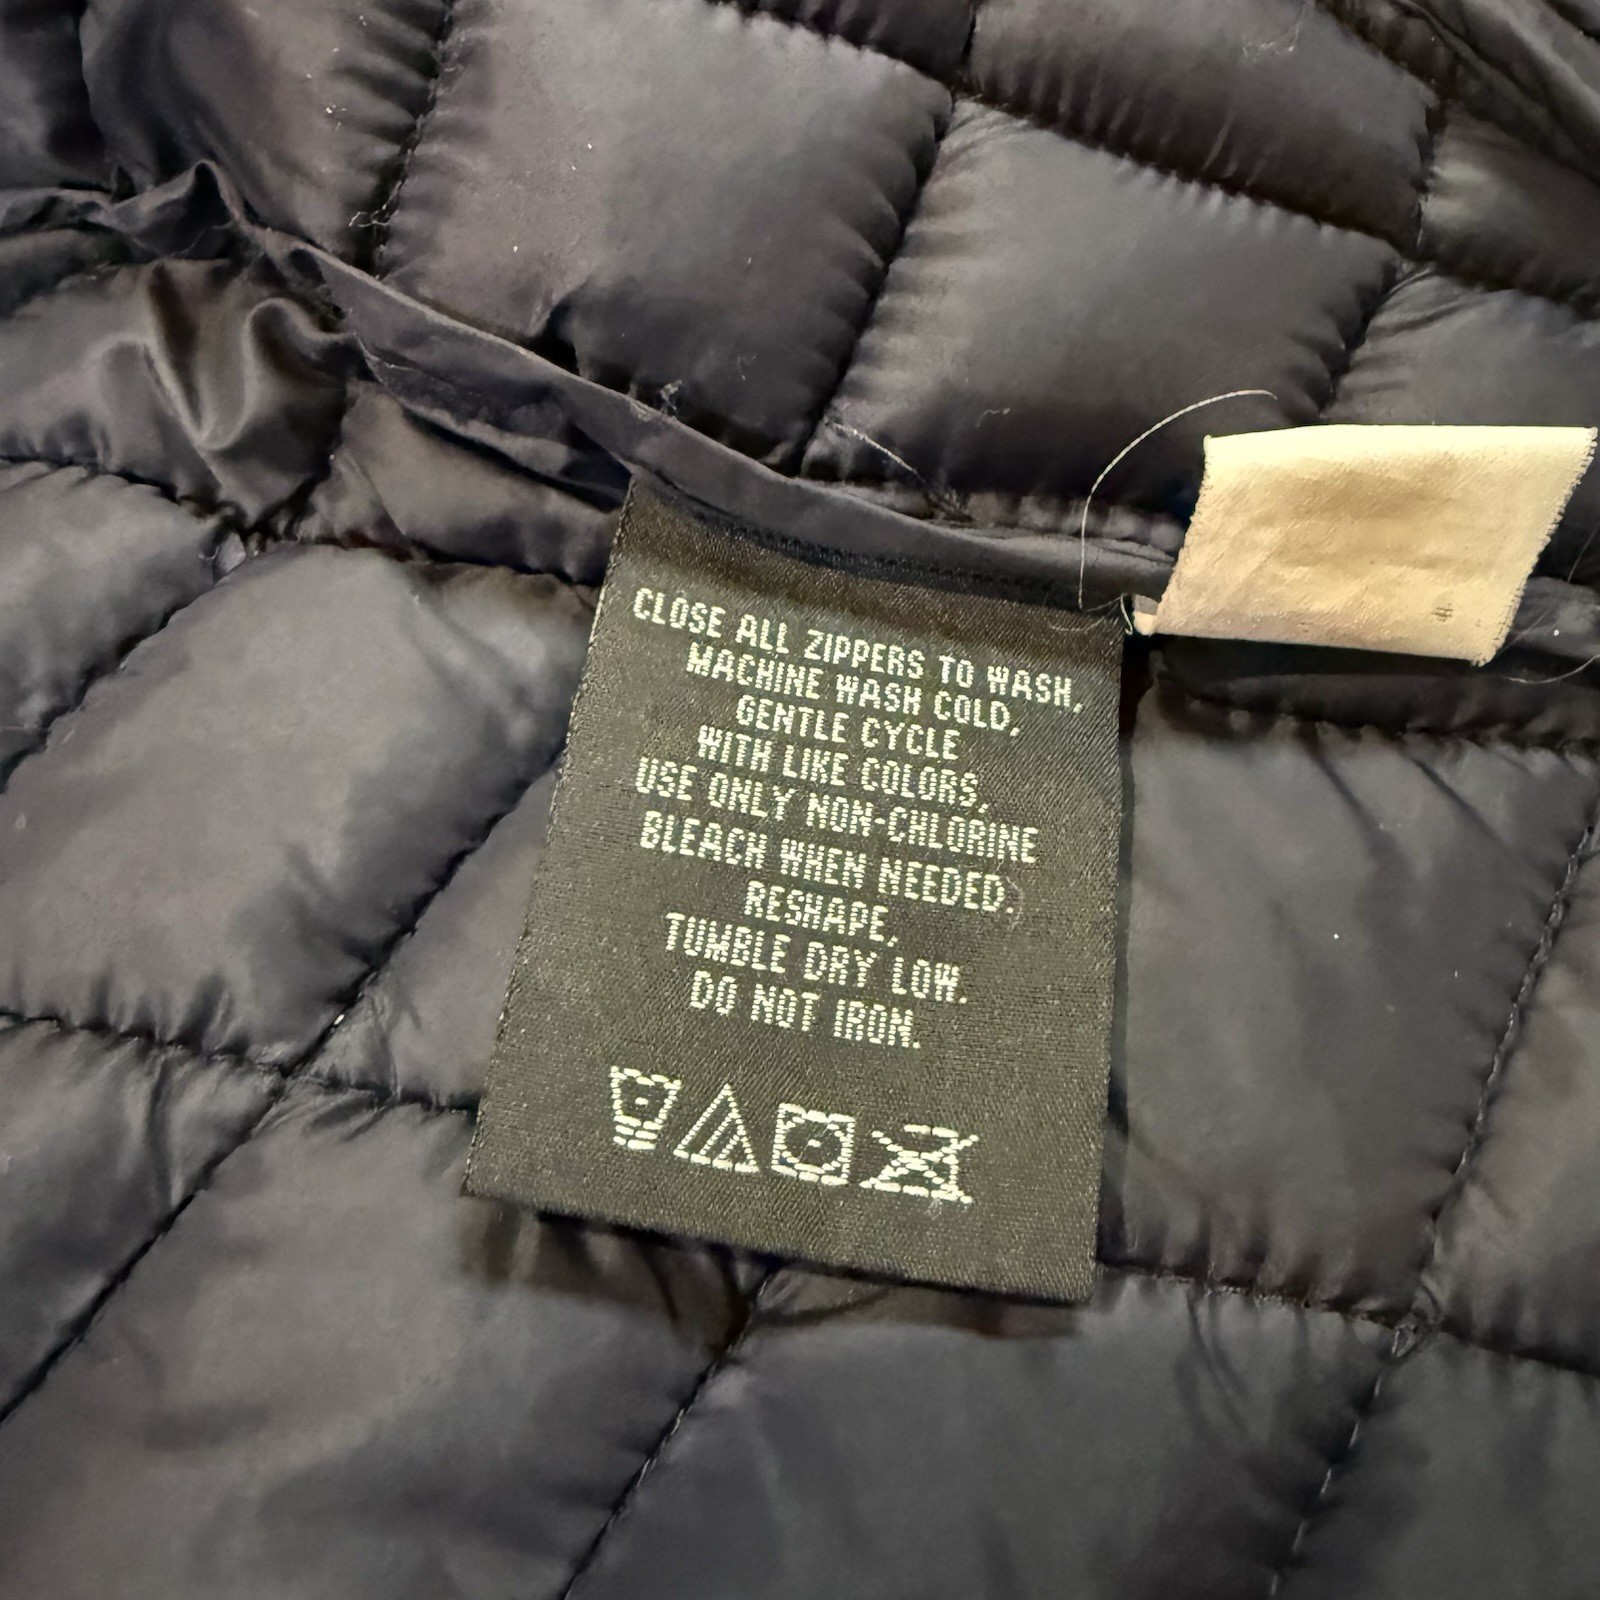 CLOSE ALL ZIPPERS TO WASH,
MACHINE WASH COLD,
GENTLE CYCLE
WITH LIKE COLORS,
USE ONLY NON-CHLORINE
BLEACH WHEN NEEDED.
RESHAPE,
TUMBLE DRY LOW.
DO NOT IRON.